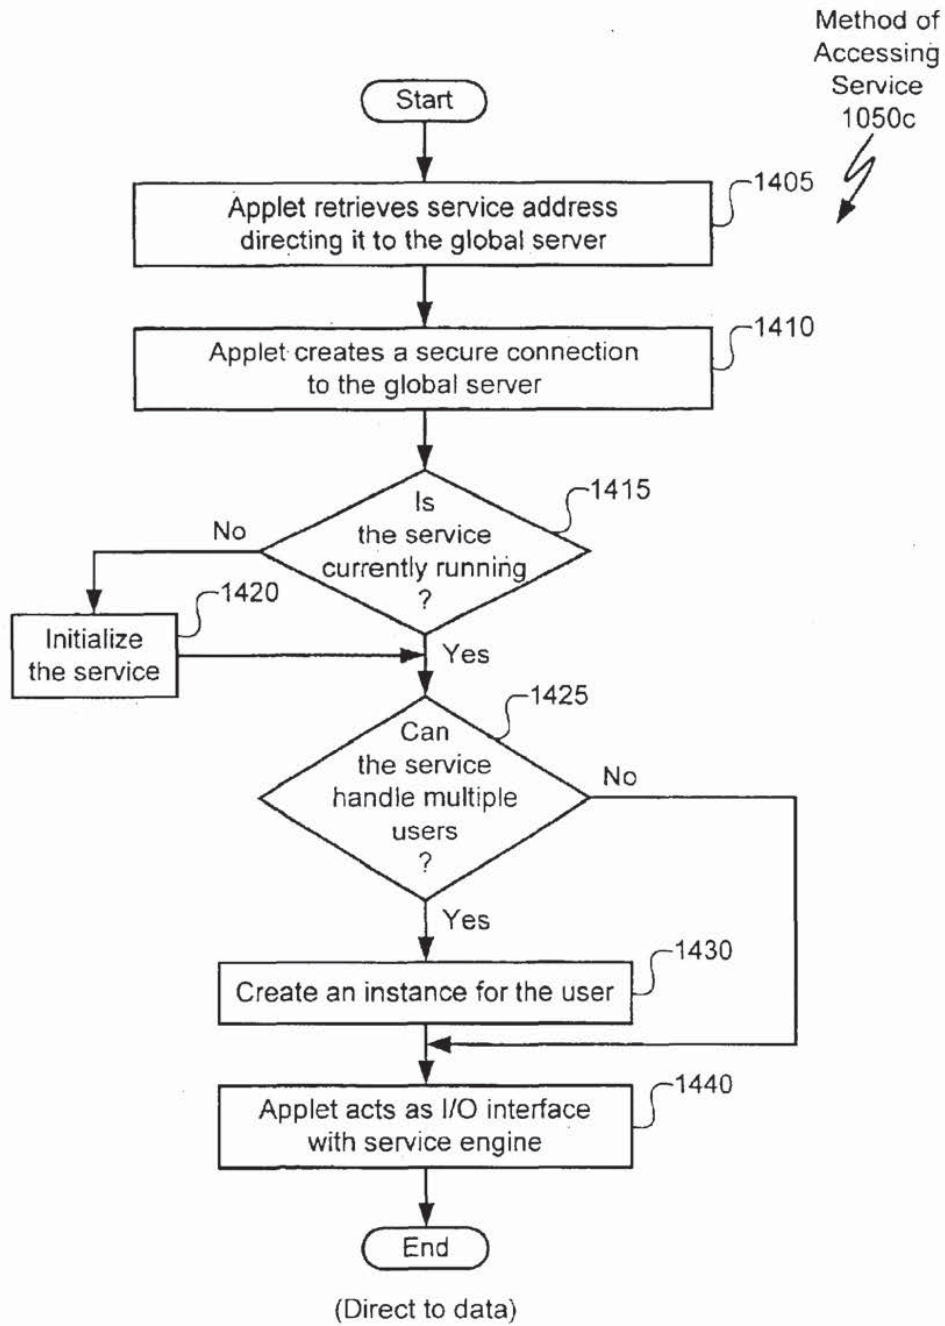 Method of
Accessing
Service
1050c
Start
1405
Applet retrieves service address
directing it to the global server
1410
Applet creates a secure connection
to the global server
1415
Is
the service
currently running
?
No
1420
Initialize
the service
Yes
1425
Can
the service
handle multiple
users
?
No
Yes
1430
Create an instance for the user
1440
Applet acts as I/O interface
with service engine
End
(Direct to data)